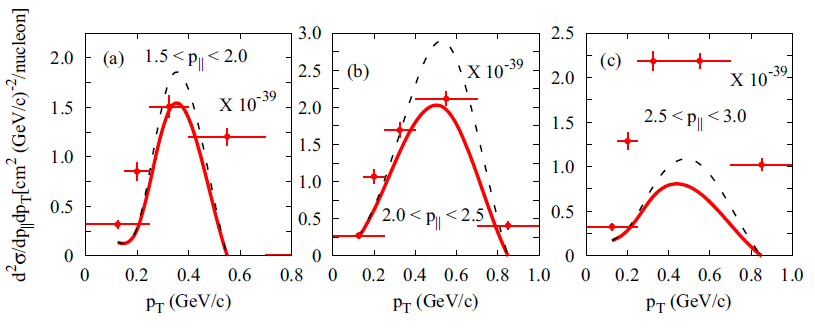 d²σ/dp||dpT[cm² (GeV/c)⁻²/nucleon]
(a) 1.5 < p|| < 2.0
X 10⁻³⁹
2.0
1.5
1.0
0.5
0
0 0.2 0.4 0.6 0.8
pT (GeV/c)
(b)
X 10⁻³⁹
2.0 < p|| < 2.5
3.0
2.5
2.0
1.5
1.0
0.5
0
0 0.2 0.4 0.6 0.8 1.0
pT (GeV/c)
(c)
X 10⁻³⁹
2.5 < p|| < 3.0
2.5
2.0
1.5
1.0
0.5
0
0 0.2 0.4 0.6 0.8 1.0
pT (GeV/c)